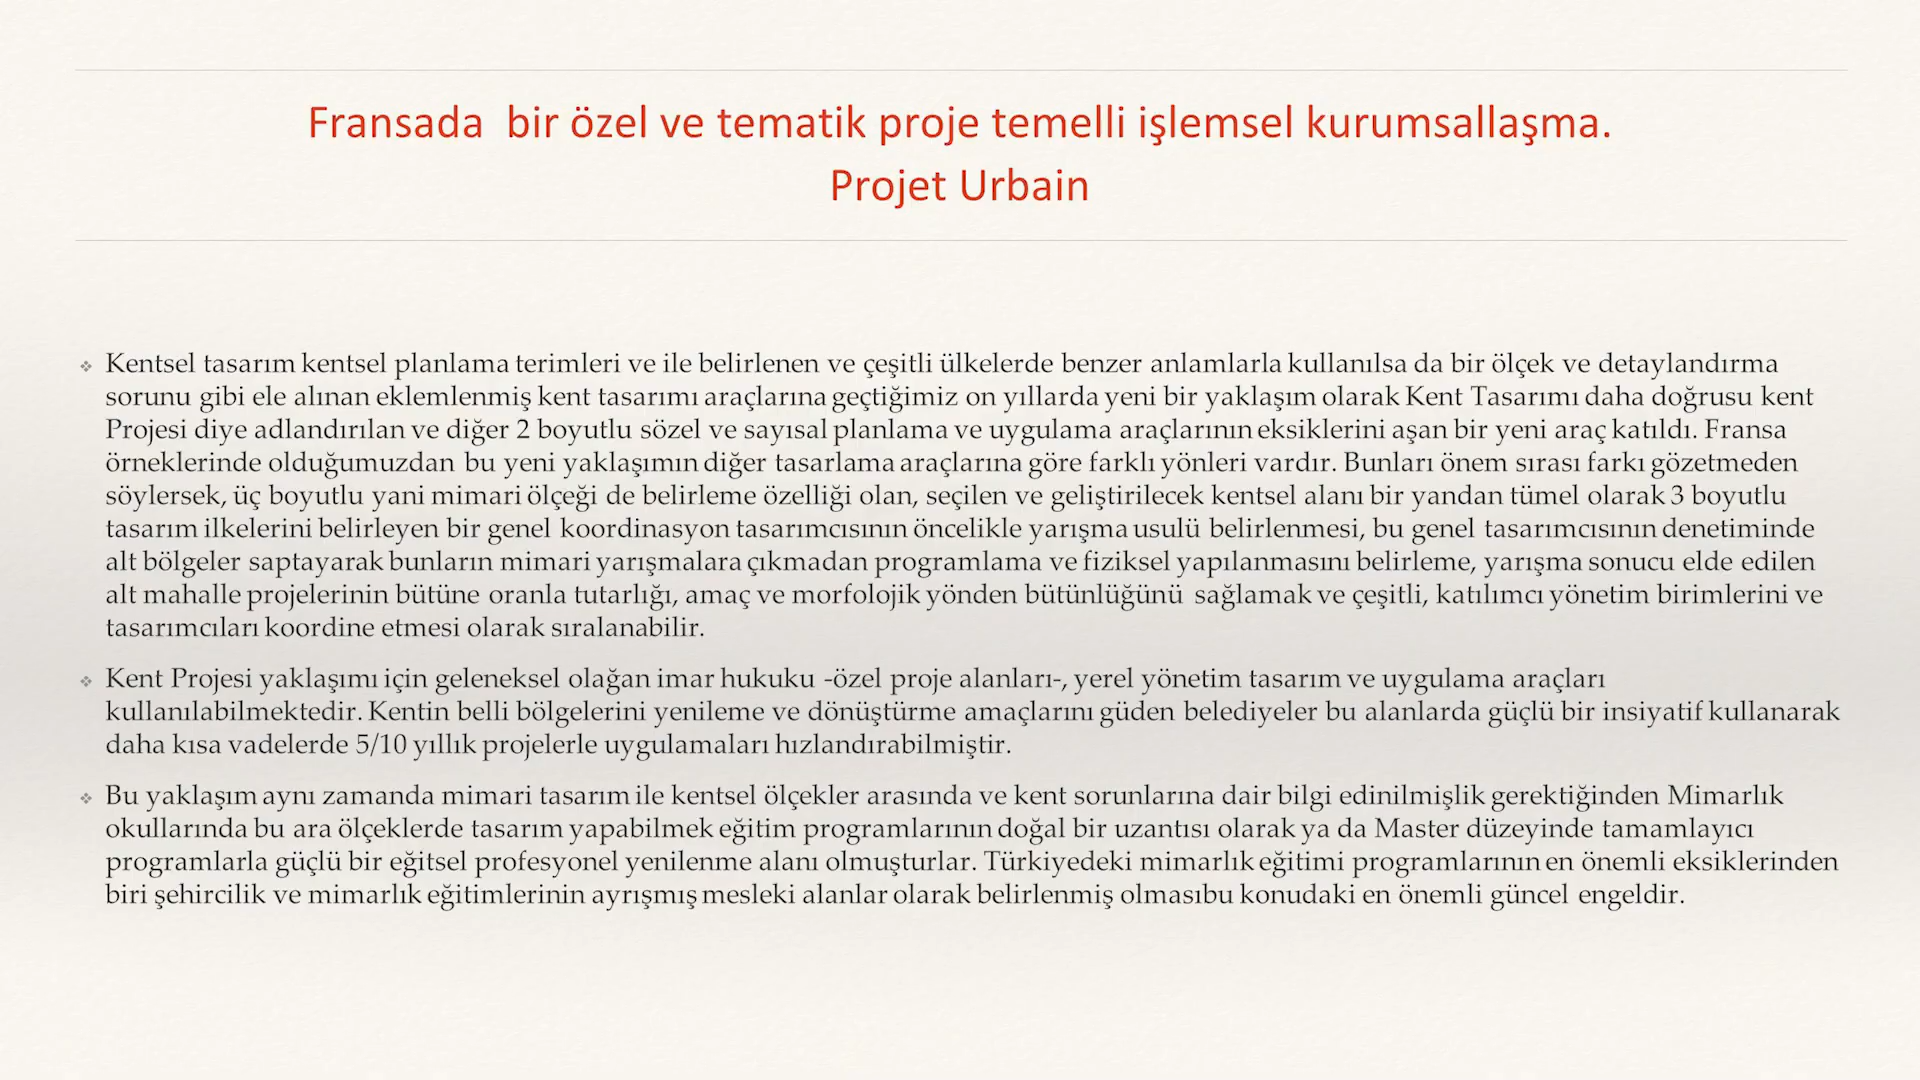 Fransada bir özel ve tematik proje temelli işlemsel kurumsallaşma.
Projet Urbain
Kentsel tasarım kentsel planlama terimleri ve ile belirlenen ve çeşitli ülkelerde benzer anlamlarla kullanılsa da bir ölçek ve detaylandırma
sorunu gibi ele alınan eklemlenmiş kent tasarımı araçlarına geçtiğimiz on yıllarda yeni bir yaklaşım olarak Kent Tasarımı daha doğrusu kent
Projesi diye adlandırılan ve diğer 2 boyutlu sözel ve sayısal planlama ve uygulama araçlarının eksiklerini aşan bir yeni araç katıldı. Fransa
örneklerinde olduğumuzdan bu yeni yaklaşımın diğer tasarlama araçlarına göre farklı yönleri vardır. Bunları önem sırası farkı gözetmeden
söylersek, üç boyutlu yani mimari ölçeği de belirleme özelliği olan, seçilen ve geliştirilecek kentsel alanı bir yandan tümel olarak 3 boyutlu
tasarım ilkelerini belirleyen bir genel koordinasyon tasarımcısının öncelikle yarışma usulü belirlenmesi, bu genel tasarımcısının denetiminde
alt bölgeler saptayarak bunların mimari yarışmalara çıkmadan programlama ve fiziksel yapılanmasını belirleme, yarışma sonucu elde edilen
alt mahalle projelerinin bütüne oranla tutarlığı, amaç ve morfolojik yönden bütünlüğünü sağlamak ve çeşitli, katılımcı yönetim birimlerini ve
tasarımcıları koordine etmesi olarak sıralanabilir.
Kent Projesi yaklaşımı için geleneksel olağan imar hukuku -özel proje alanları-, yerel yönetim tasarım ve uygulama araçları
kullanılabilmektedir. Kentin belli bölgelerini yenileme ve dönüştürme amaçlarını güden belediyeler bu alanlarda güçlü bir insiyatif kullanarak
daha kısa vadelerde 5/10 yıllık projelerle uygulamaları hızlandırabilmiştir.
Bu yaklaşım aynı zamanda mimari tasarım ile kentsel ölçekler arasında ve kent sorunlarına dair bilgi edinilmişlik gerektiğinden Mimarlık
okullarında bu ara ölçeklerde tasarım yapabilmek eğitim programlarının doğal bir uzantısı olarak ya da Master düzeyinde tamamlayıcı
programlarla güçlü bir eğitsel profesyonel yenilenme alanı olmuşturlar. Türkiyedeki mimarlık eğitimi programlarının en önemli eksiklerinden
biri şehircilik ve mimarlık eğitimlerinin ayrışmış mesleki alanlar olarak belirlenmiş olmasıbu konudaki en önemli güncel engeldir.